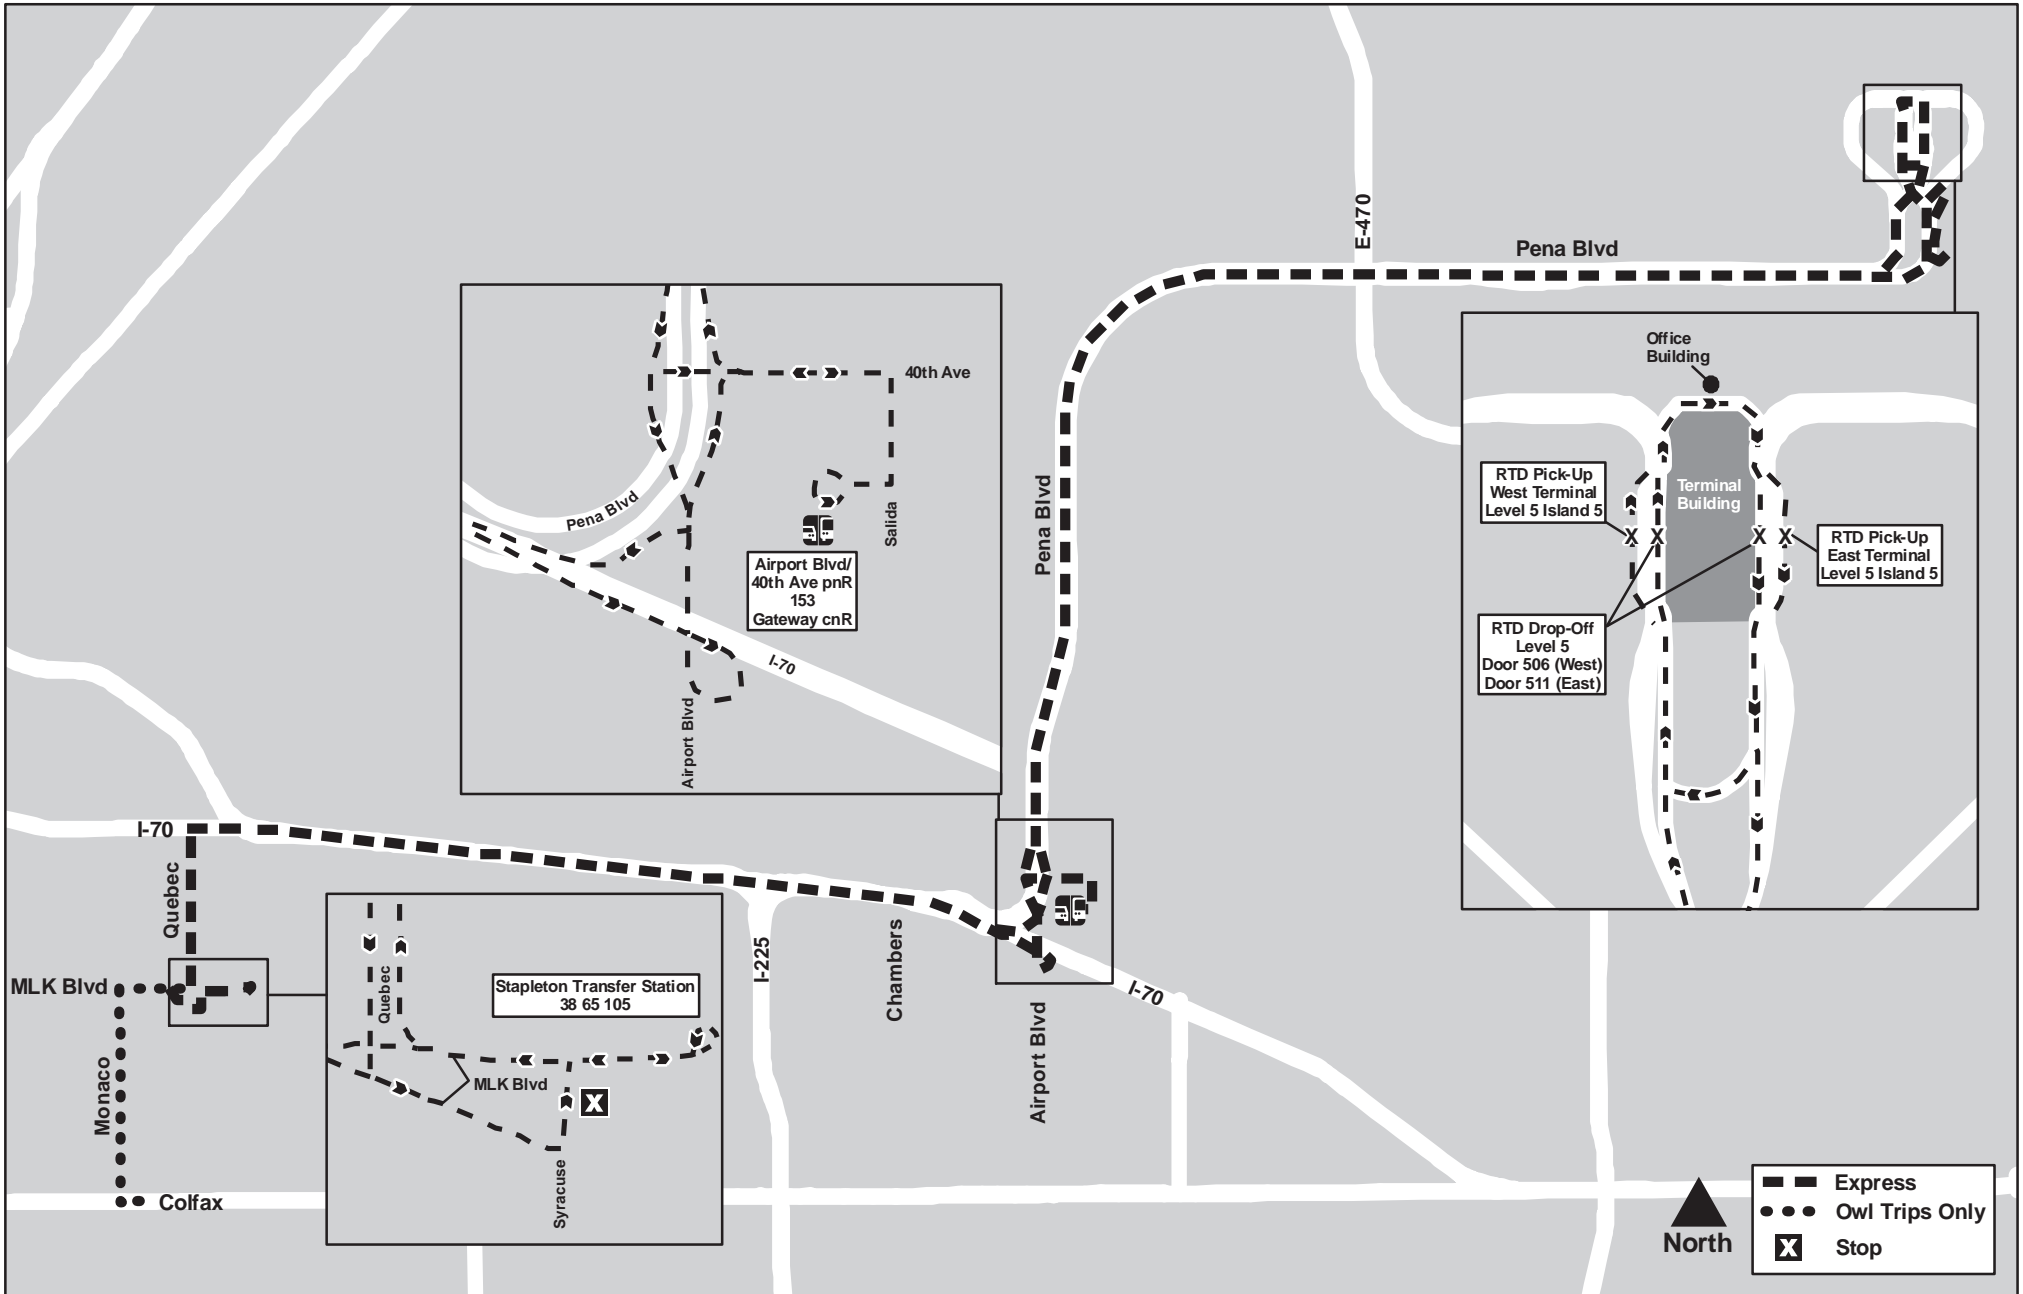 E-470
Pena Blvd
Office
Building
40th Ave
RTD Pick-Up
West Terminal
Level 5 Island 5
Terminal
Building
Pena Blvd
Salida
Pena Blvd
X
X
X
X
RTD Pick-Up
East Terminal
Level 5 Island 5
Airport Blvd/
40th Ave pnR
153
Gateway cnR
RTD Drop-Off
Level 5
Door 506 (West)
Door 511 (East)
I-70
Airport Blvd
I-70
Quebec
MLK Blvd
Quebec
Stapleton Transfer Station
38 65 105
I-225
Chambers
I-70
Airport Blvd
MLK Blvd
X
Monaco
Syracuse
Colfax
North
Express
Owl Trips Only
X
Stop